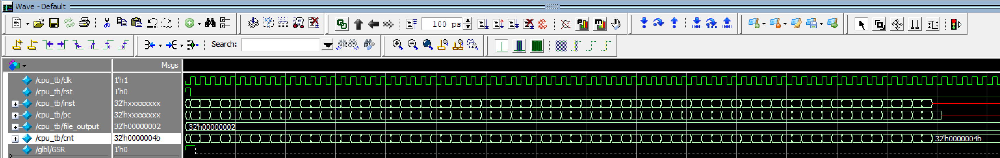 Wave - Default
100 ps
Search:
Msgs
/cpu_tb/clk 1'h1
/cpu_tb/rst 1'h0
/cpu_tb/inst 32'hxxxxxxxx
/cpu_tb/pc 32'hxxxxxxxx
/cpu_tb/file_output 32'h00000002 32'h00000002
/cpu_tb/cnt 32'h0000004b 32'h0000004b
/glbl/GSR 1'h0